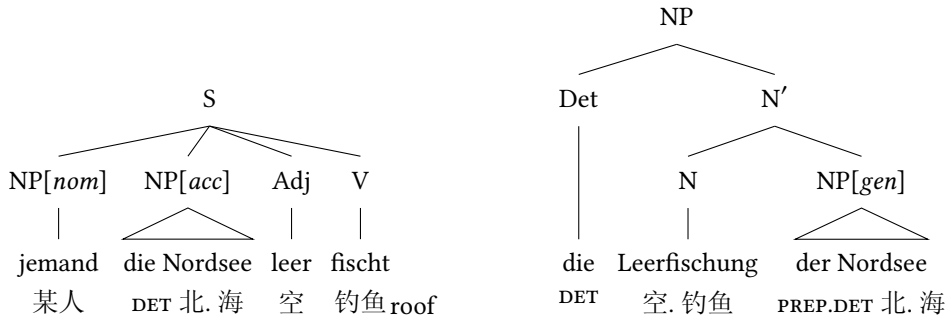 NP
S Det N′
NP[nom] NP[acc] Adj V N NP[gen]
jemand die Nordsee leer fischt die Leerfischung der Nordsee
某人 DET 北. 海 空 钓鱼 roof DET 空. 钓鱼 PREP.DET 北. 海